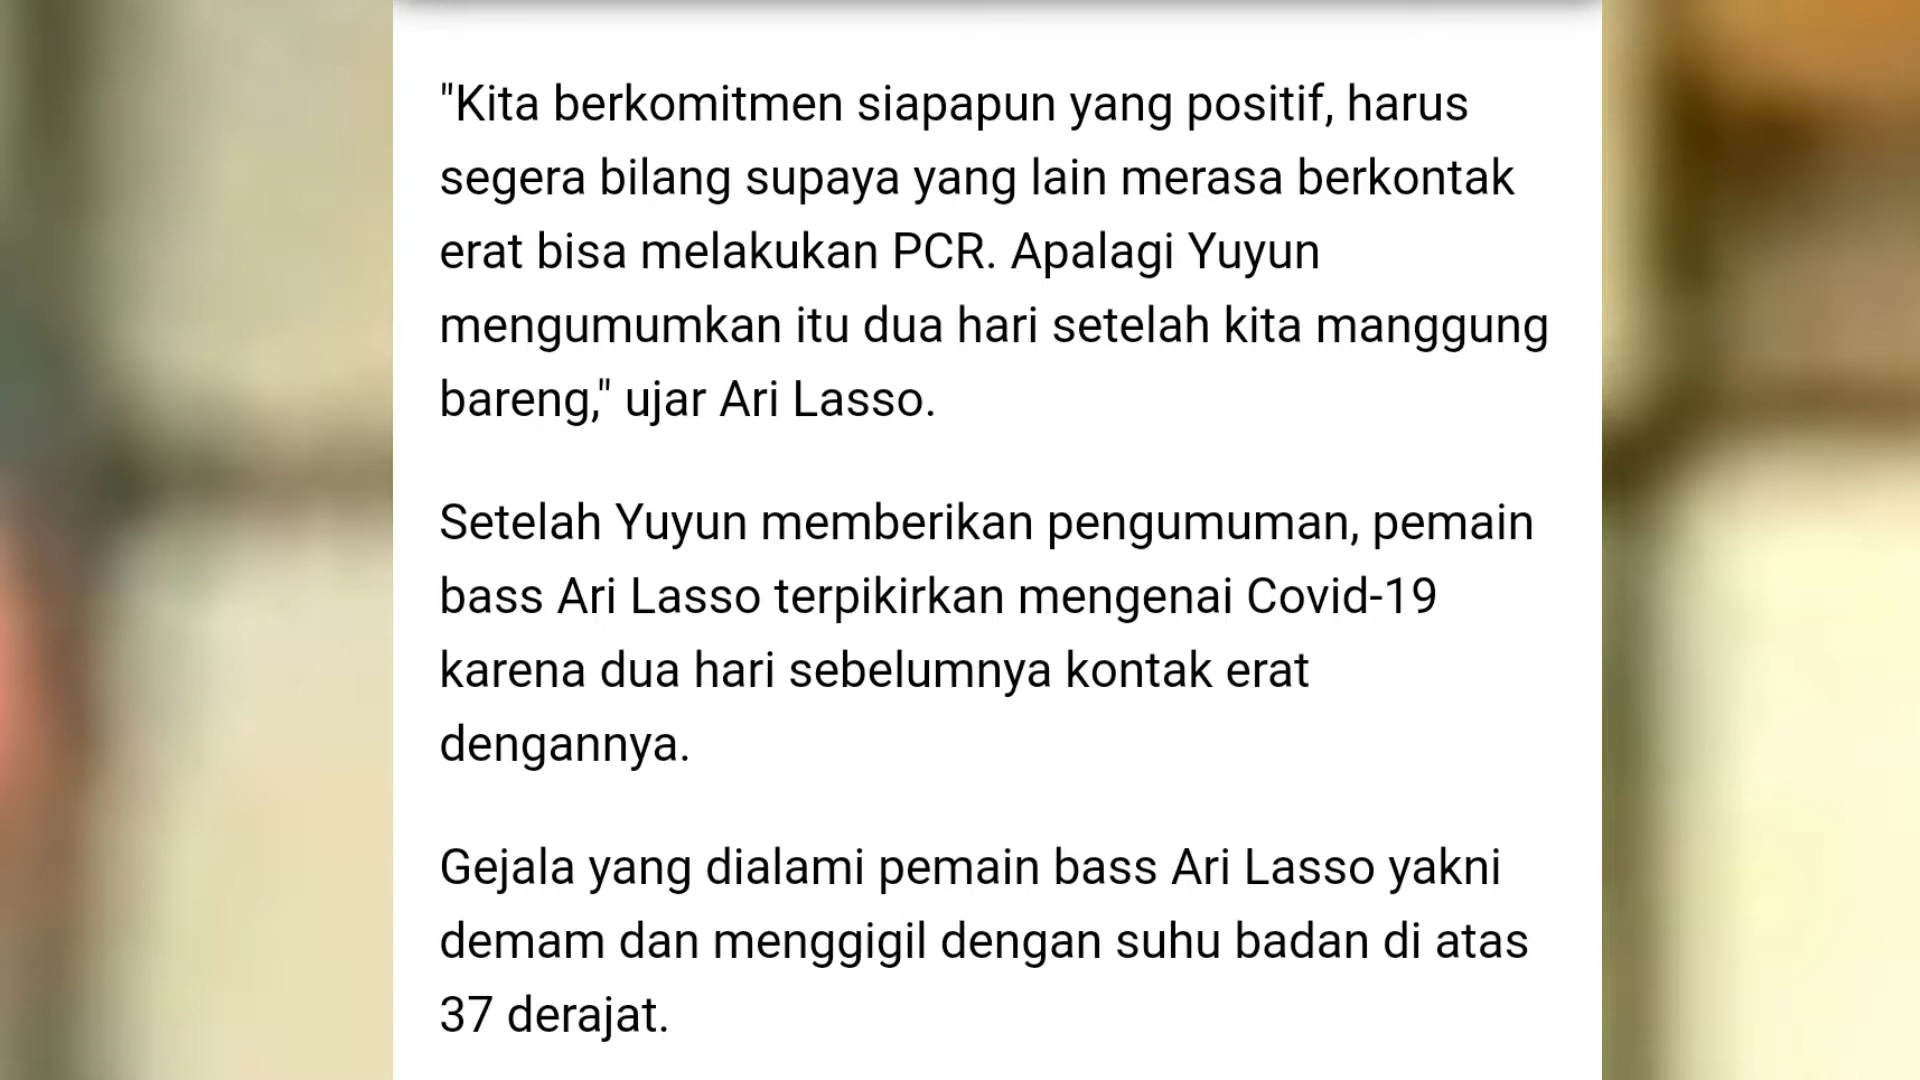 "Kita berkomitmen siapapun yang positif, harus
segera bilang supaya yang lain merasa berkontak
erat bisa melakukan PCR. Apalagi Yuyun
mengumumkan itu dua hari setelah kita manggung
bareng," ujar Ari Lasso.
Setelah Yuyun memberikan pengumuman, pemain
bass Ari Lasso terpikirkan mengenai Covid-19
karena dua hari sebelumnya kontak erat
dengannya.
Gejala yang dialami pemain bass Ari Lasso yakni
demam dan menggigil dengan suhu badan di atas
37 derajat.